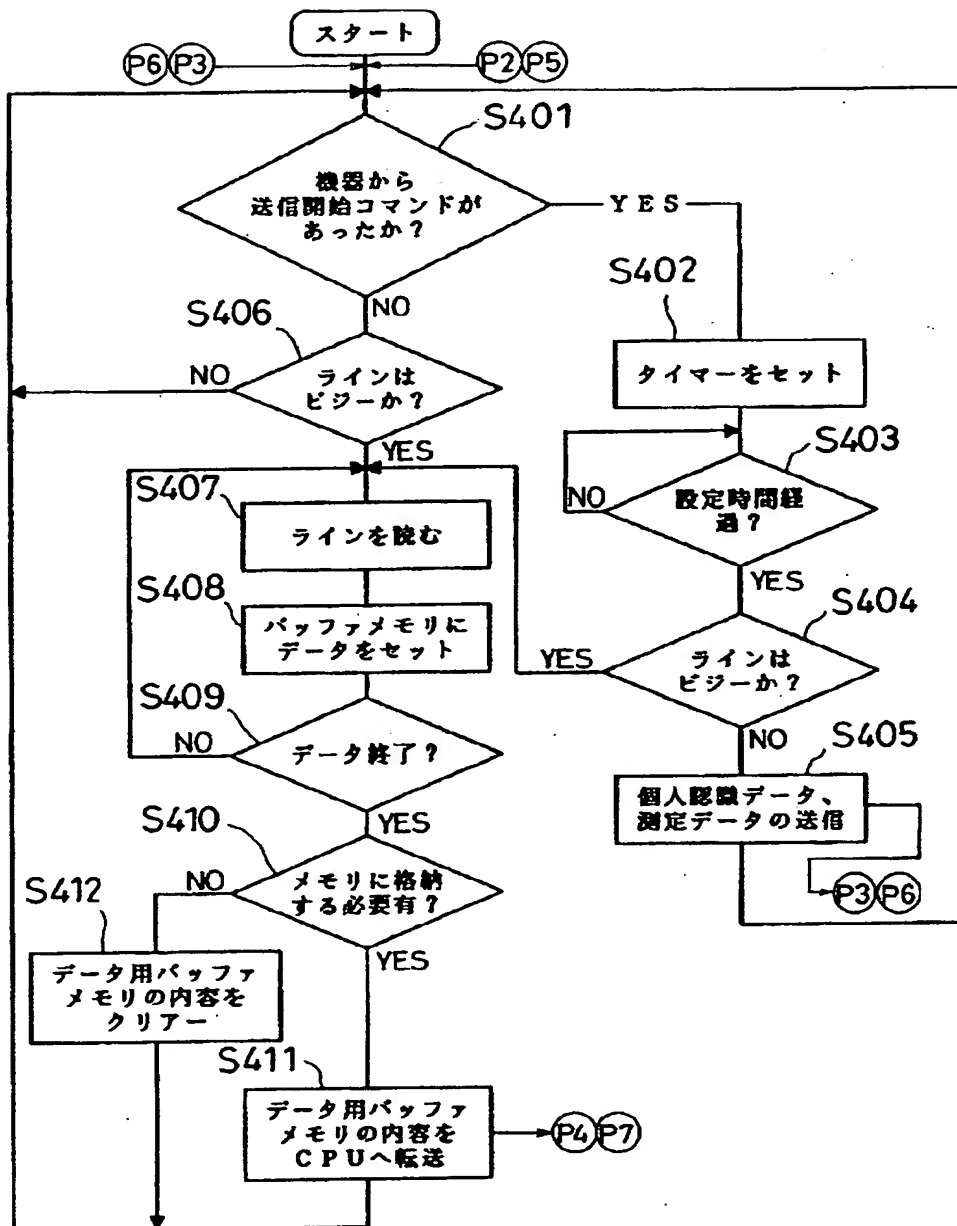 スタート
P6 P3
P2 P5
S401
機器から
送信開始コマンドが
あったか?
YES
NO
S402
タイマーをセット
S403
設定時間経
過?
NO
YES
S404
ラインは
ビジーか?
YES
NO
S405
個人認識データ、
測定データの送信
P3 P6
S406
ラインは
ビジーか?
NO
YES
S407
ラインを読む
S408
バッファメモリに
データをセット
S409
データ終了?
NO
YES
S410
メモリに格納
する必要有?
NO
YES
S412
データ用バッファ
メモリの内容を
クリアー
S411
データ用バッファ
メモリの内容を
CPUへ転送
P4 P7